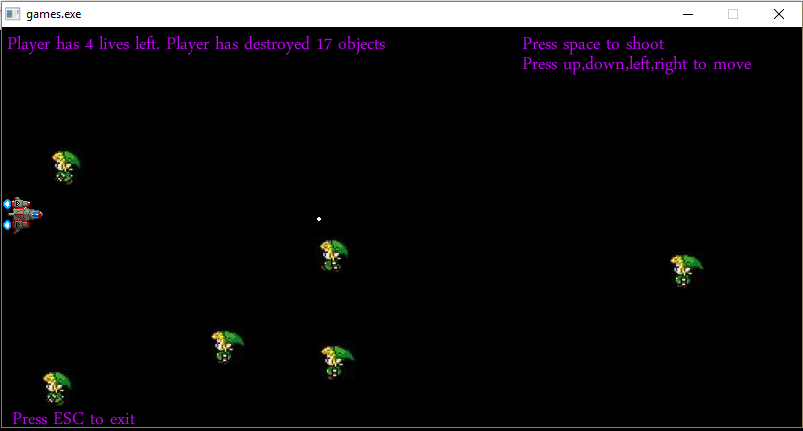 games.exe
Player has 4 lives left. Player has destroyed 17 objects
Press space to shoot
Press up,down,left,right to move
Press ESC to exit